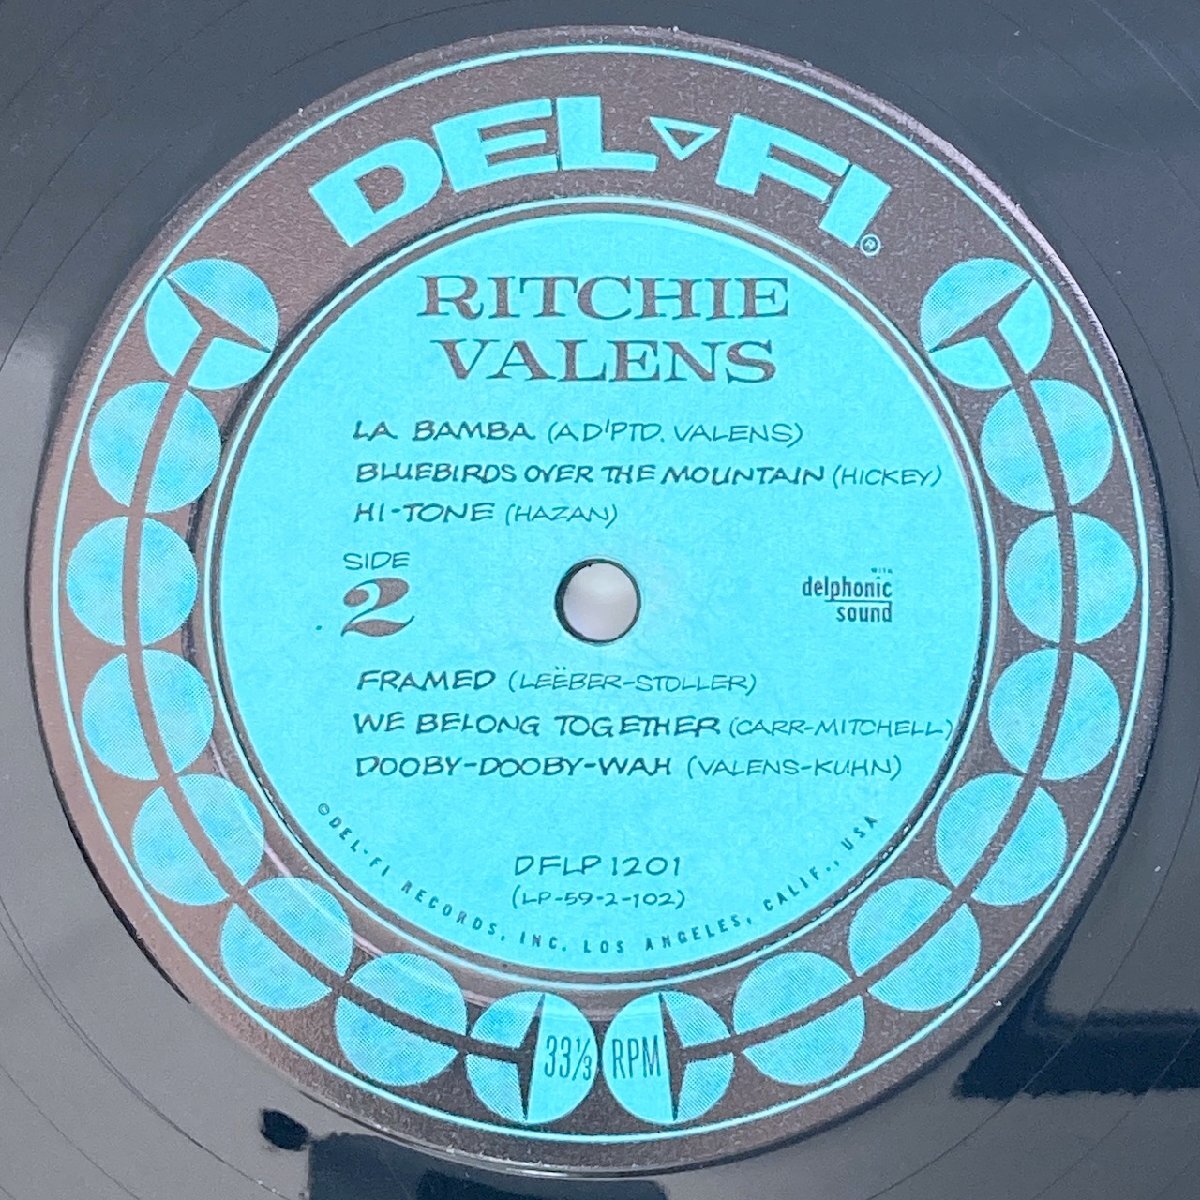 DEL-FI®
RITCHIE
VALENS
LA BAMBA (AD'PTD. VALENS)
BLUEBIRDS OVER THE MOUNTAIN (HICKEY)
HI-TONE (HAZAN)
SIDE
2
WITH
delphonic
sound
FRAMED (LEËBER-STOLLER)
WE BELONG TOGETHER (CARR-MITCHELL)
DOOBY-DOOBY-WAH (VALENS-KUHN)
DFLP 1201
(LP-59-2-102)
©DEL-FI RECORDS, INC. LOS ANGELES, CALIF., USA
33⅓ RPM